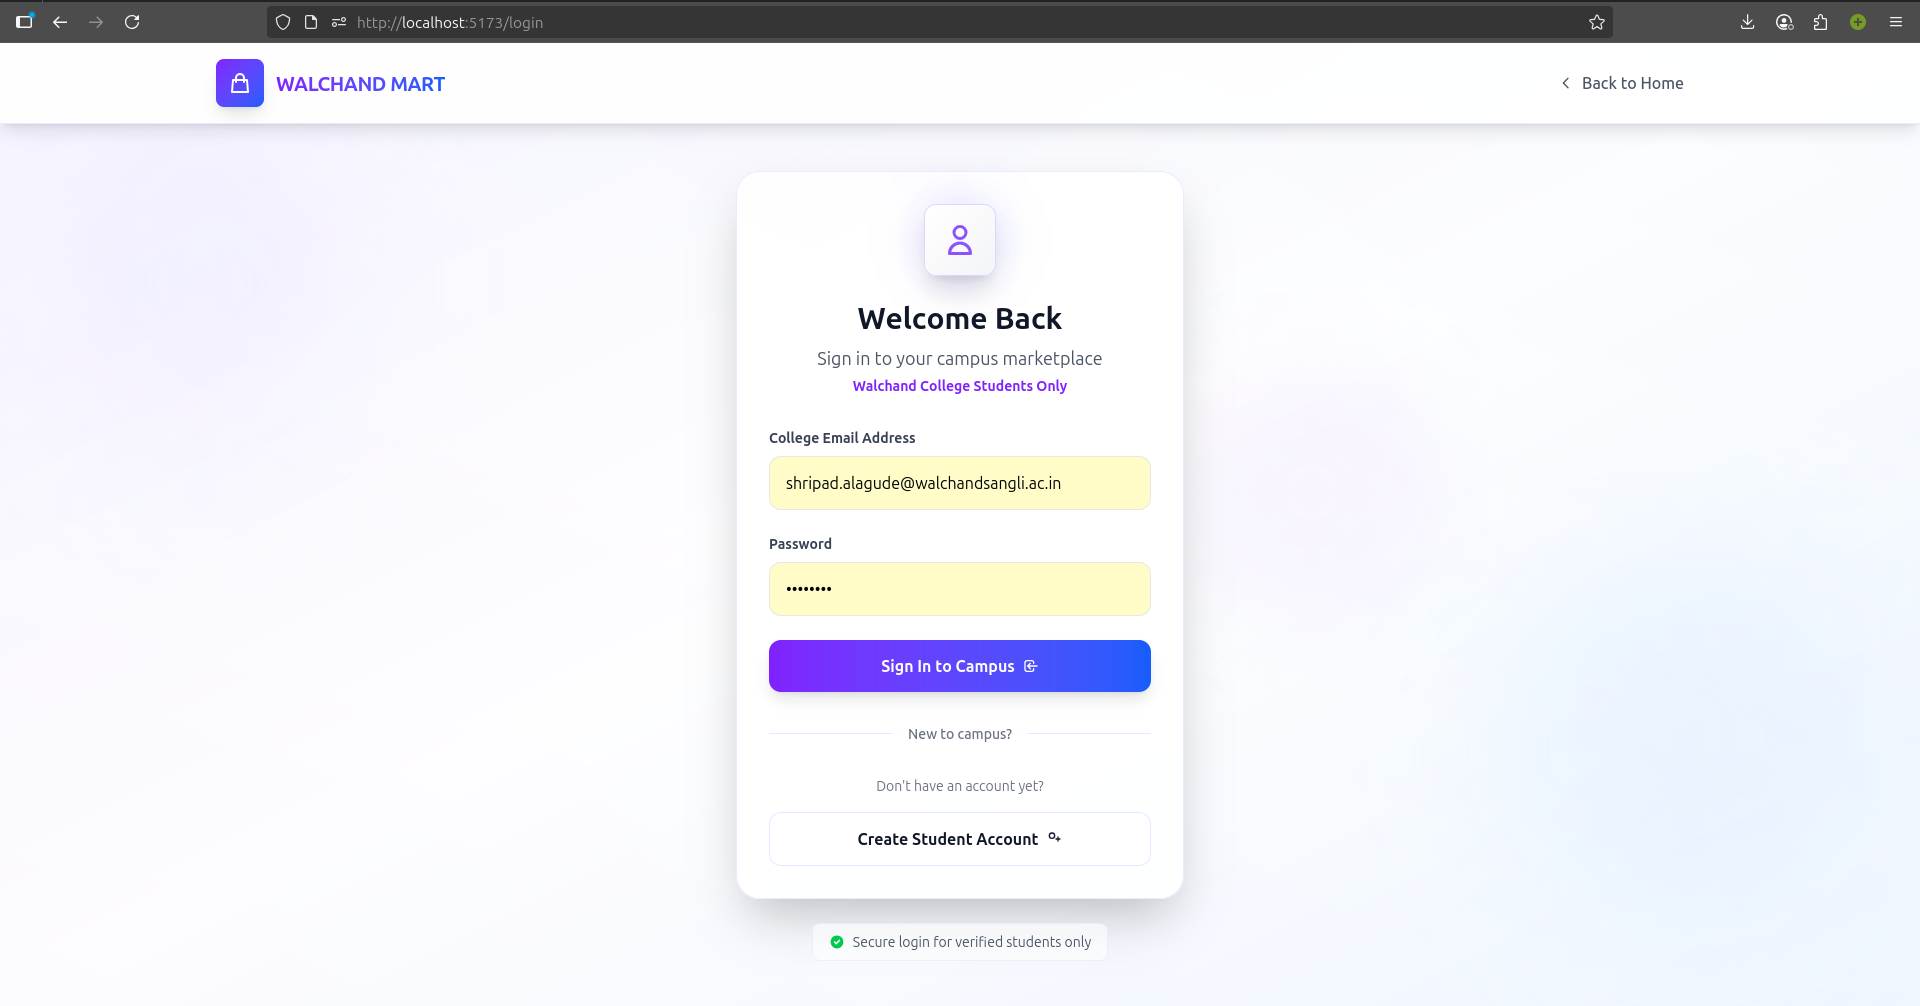 http://localhost:5173/login
WALCHAND MART
Back to Home
Welcome Back
Sign in to your campus marketplace
Walchand College Students Only
College Email Address
shripad.alagude@walchandsangli.ac.in
Password
••••••••
Sign In to Campus
New to campus?
Don't have an account yet?
Create Student Account
Secure login for verified students only